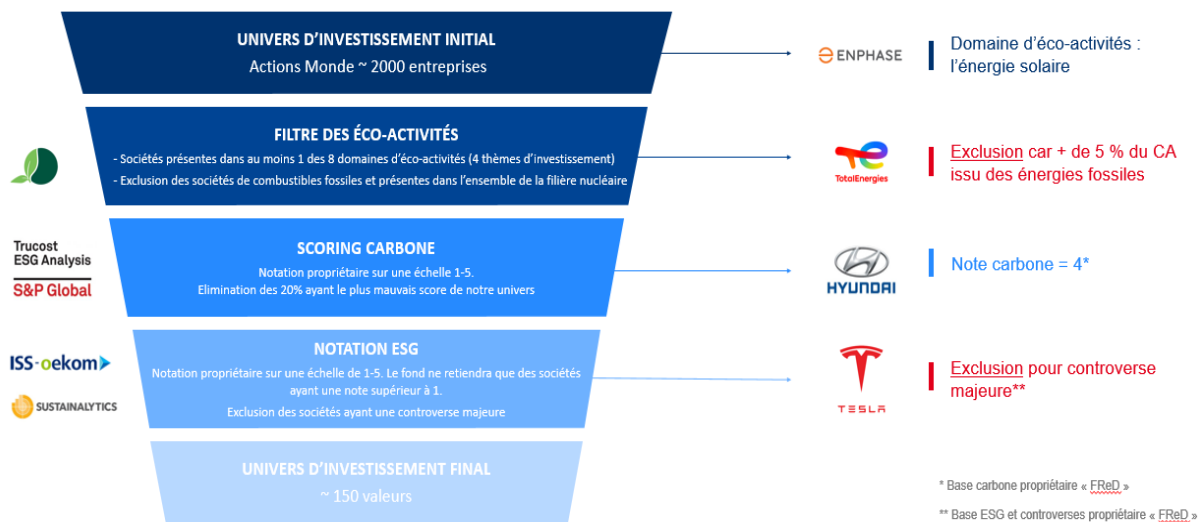 UNIVERS D'INVESTISSEMENT INITIAL
Actions Monde ~ 2000 entreprises
ENPHASE
Domaine d'éco-activités :
l'énergie solaire
FILTRE DES ÉCO-ACTIVITÉS
- Sociétés présentes dans au moins 1 des 8 domaines d'éco-activités (4 thèmes d'investissement)
- Exclusion des sociétés de combustibles fossiles et présentes dans l'ensemble de la filière nucléaire
TotalEnergies
Exclusion car + de 5 % du CA
issu des énergies fossiles
Trucost
ESG Analysis
S&P Global
SCORING CARBONE
Notation propriétaire sur une échelle 1-5.
Elimination des 20% ayant le plus mauvais score de notre univers
HYUNDAI
Note carbone = 4*
ISS-oekom
SUSTAINALYTICS
NOTATION ESG
Notation propriétaire sur une échelle de 1-5. Le fond ne retiendra que des sociétés
ayant une note supérieur à 1.
Exclusion des sociétés ayant une controverse majeure
TESLA
Exclusion pour controverse
majeure**
UNIVERS D'INVESTISSEMENT FINAL
~ 150 valeurs
* Base carbone propriétaire « FReD »
** Base ESG et controverses propriétaire « FReD »